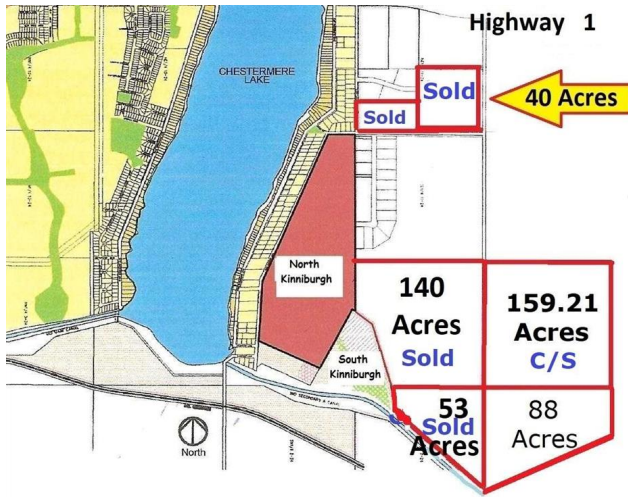 Highway 1
CHESTERMERE
LAKE
Sold
Sold
40 Acres
North
Kinniburgh
140
Acres
Sold
159.21
Acres
C/S
South
Kinniburgh
53
Sold
Acres
88
Acres
North